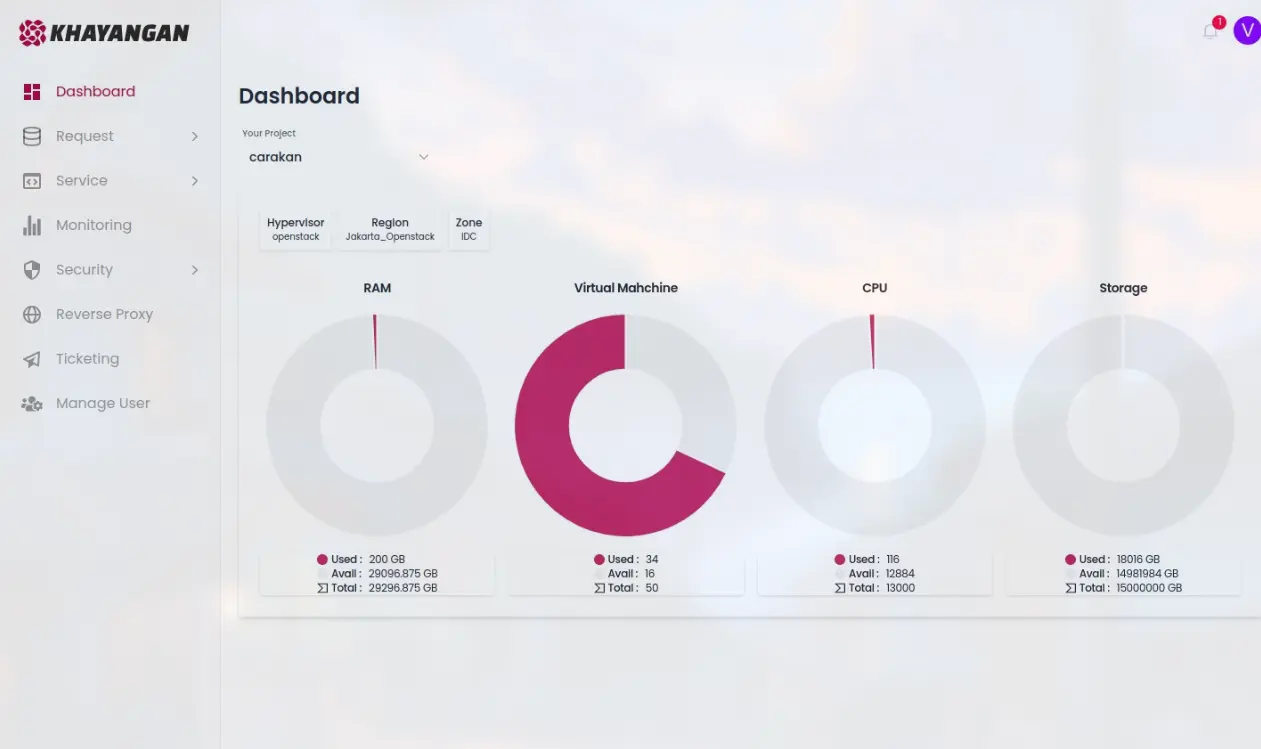 KHAYANGAN
1
V
Dashboard
Request
Service
Monitoring
Security
Reverse Proxy
Ticketing
Manage User
Dashboard
Your Project
carakan
Hypervisor
openstack
Region
Jakarta_Openstack
Zone
IDC
RAM
Used : 200 GB
Avail : 29096.875 GB
Total : 29296.875 GB
Virtual Mahchine
Used : 34
Avail : 16
Total : 50
CPU
Used : 116
Avail : 12884
Total : 13000
Storage
Used : 18016 GB
Avail : 14981984 GB
Total : 15000000 GB